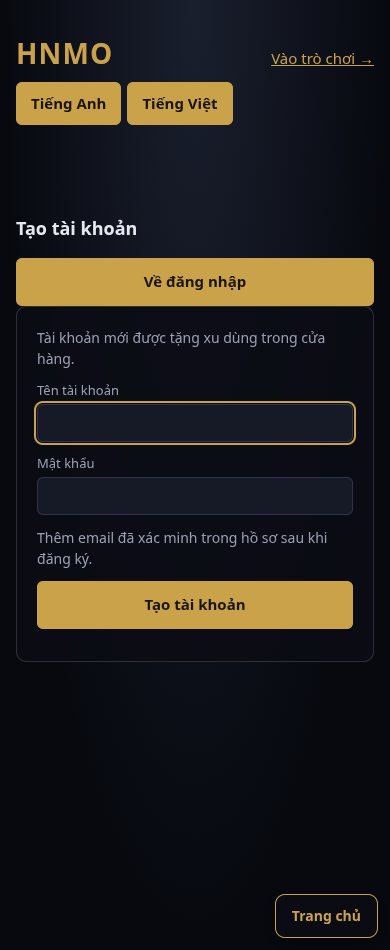 HNMO
Vào trò chơi →
Tiếng Anh
Tiếng Việt
Tạo tài khoản
Về đăng nhập
Tài khoản mới được tặng xu dùng trong cửa
hàng.
Tên tài khoản
Mật khẩu
Thêm email đã xác minh trong hồ sơ sau khi
đăng ký.
Tạo tài khoản
Trang chủ